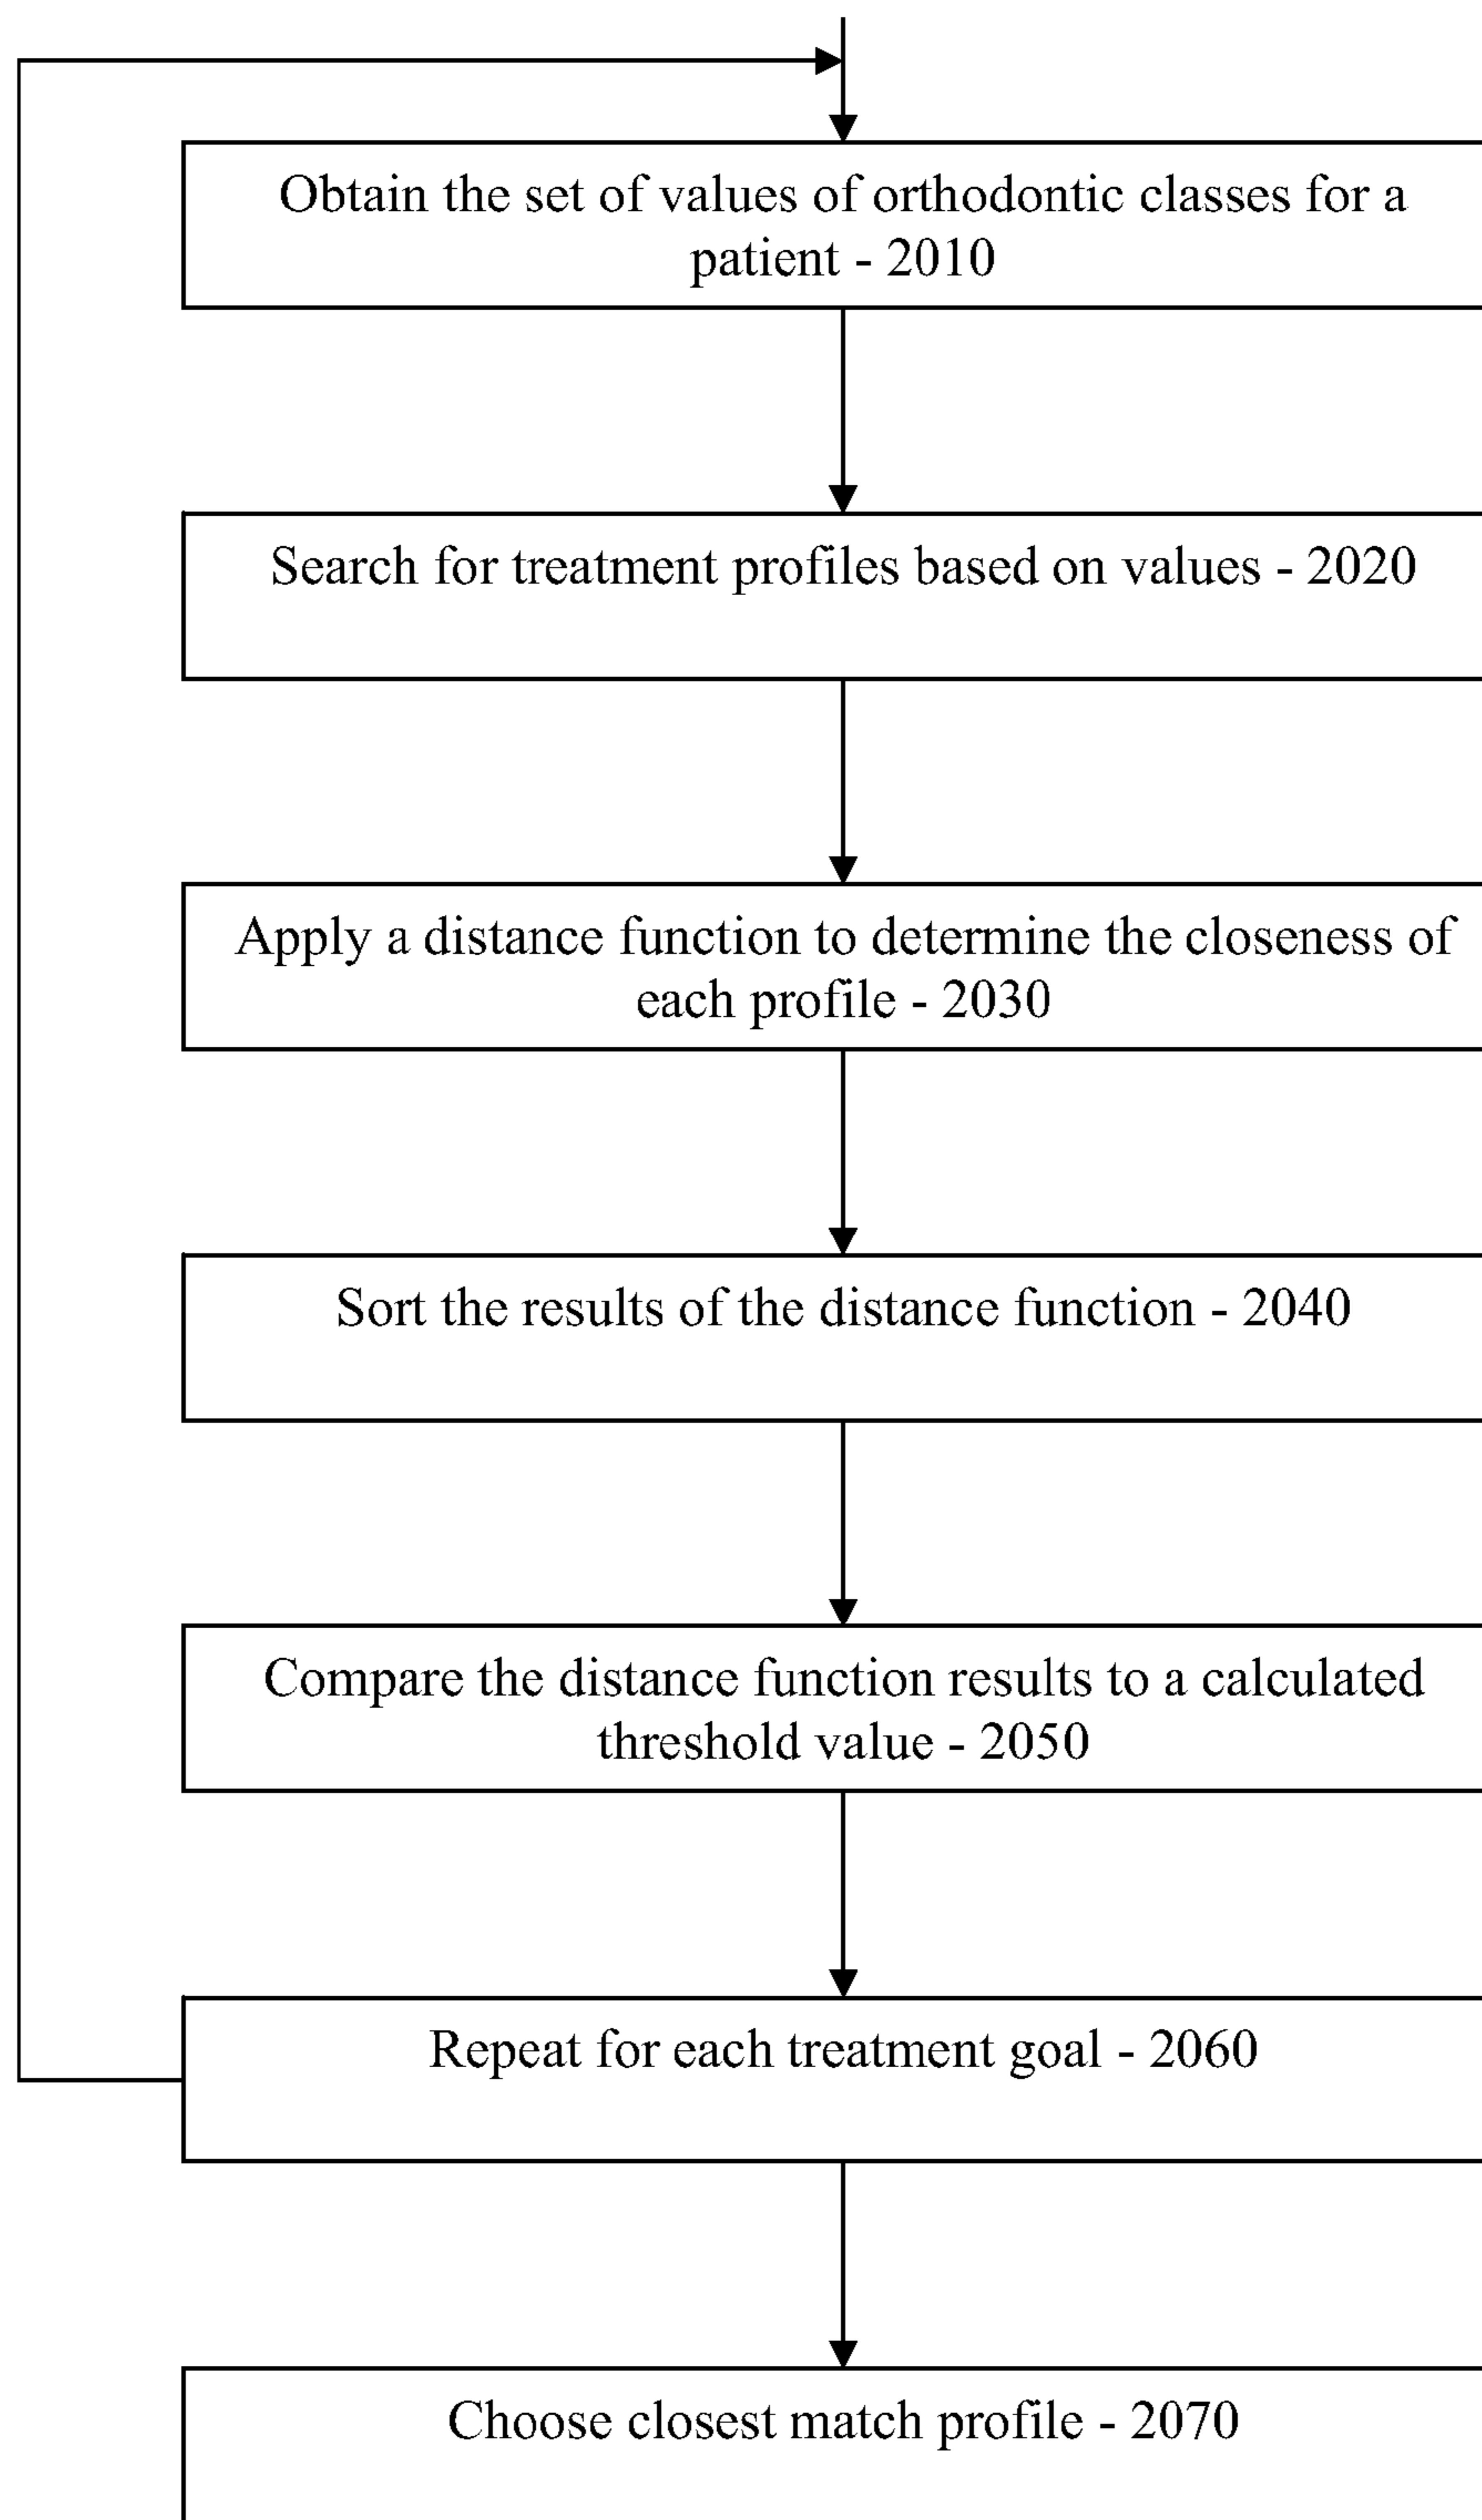 Obtain the set of values of orthodontic classes for a
patient - 2010
Search for treatment profiles based on values - 2020
Apply a distance function to determine the closeness of
each profile - 2030
Sort the results of the distance function - 2040
Compare the distance function results to a calculated
threshold value - 2050
Repeat for each treatment goal - 2060
Choose closest match profile - 2070